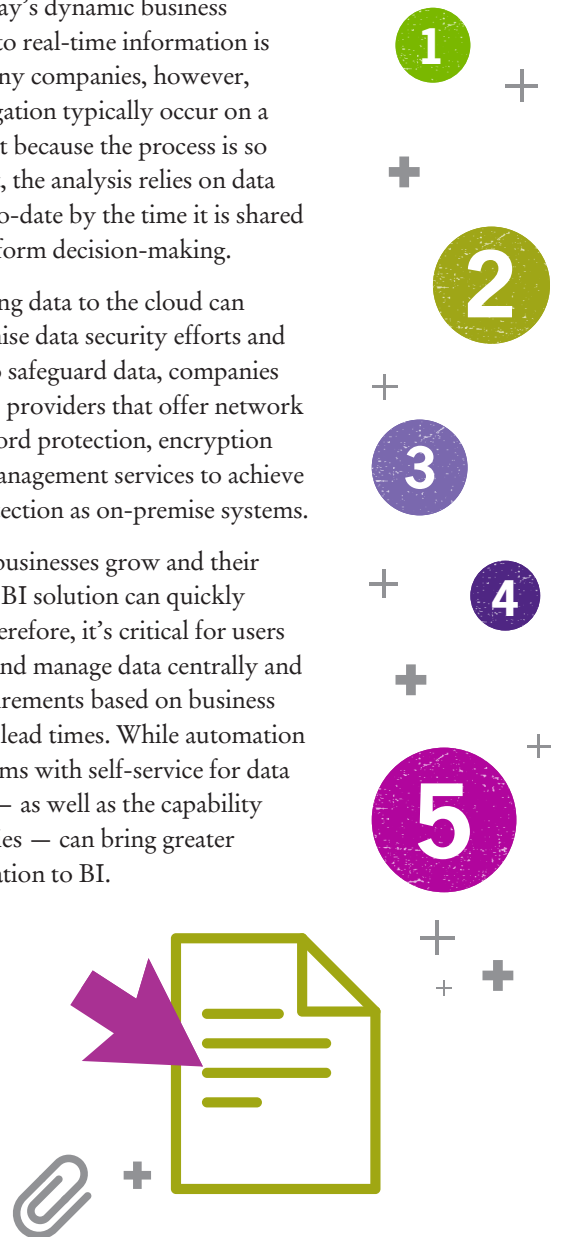 ay’s dynamic business
to real-time information is
ny companies, however,
gation typically occur on a
t because the process is so
, the analysis relies on data
o-date by the time it is shared
form decision-making.
ng data to the cloud can
nise data security efforts and
o safeguard data, companies
providers that offer network
ord protection, encryption
anagement services to achieve
ection as on-premise systems.
businesses grow and their
BI solution can quickly
erefore, it’s critical for users
nd manage data centrally and
irements based on business
lead times. While automation
ms with self-service for data
– as well as the capability
ies — can bring greater
ation to BI.
1
2
3
4
5